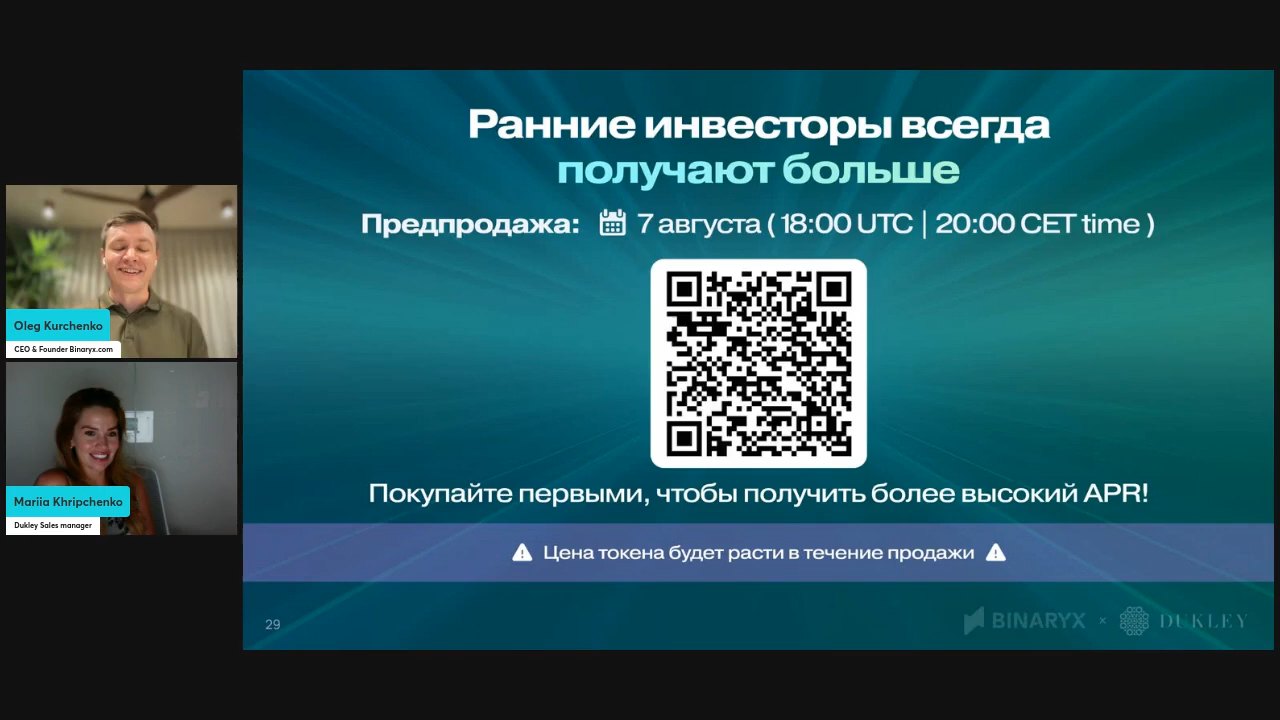 Ранние инвесторы всегда
получают больше
Предпродажа: 7 августа ( 18:00 UTC | 20:00 CET time )
Oleg Kurchenko
CEO & Founder Binaryx.com
Mariia Khripchenko
Dukley Sales manager
Покупайте первыми, чтобы получить более высокий APR!
Цена токена будет расти в течение продажи
29
BINARYX × DUKLEY